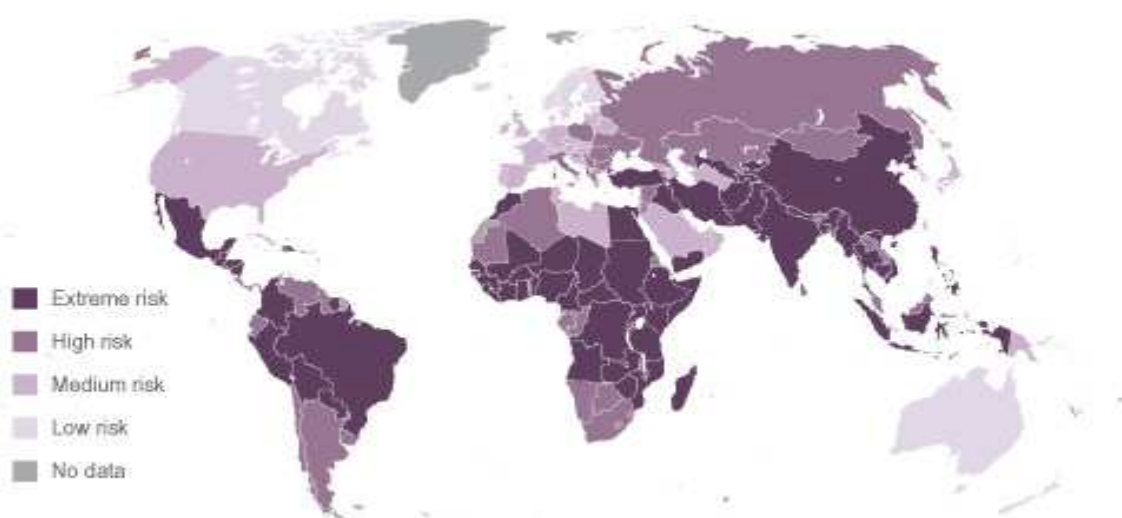 Extreme risk
High risk
Medium risk
Low risk
No data